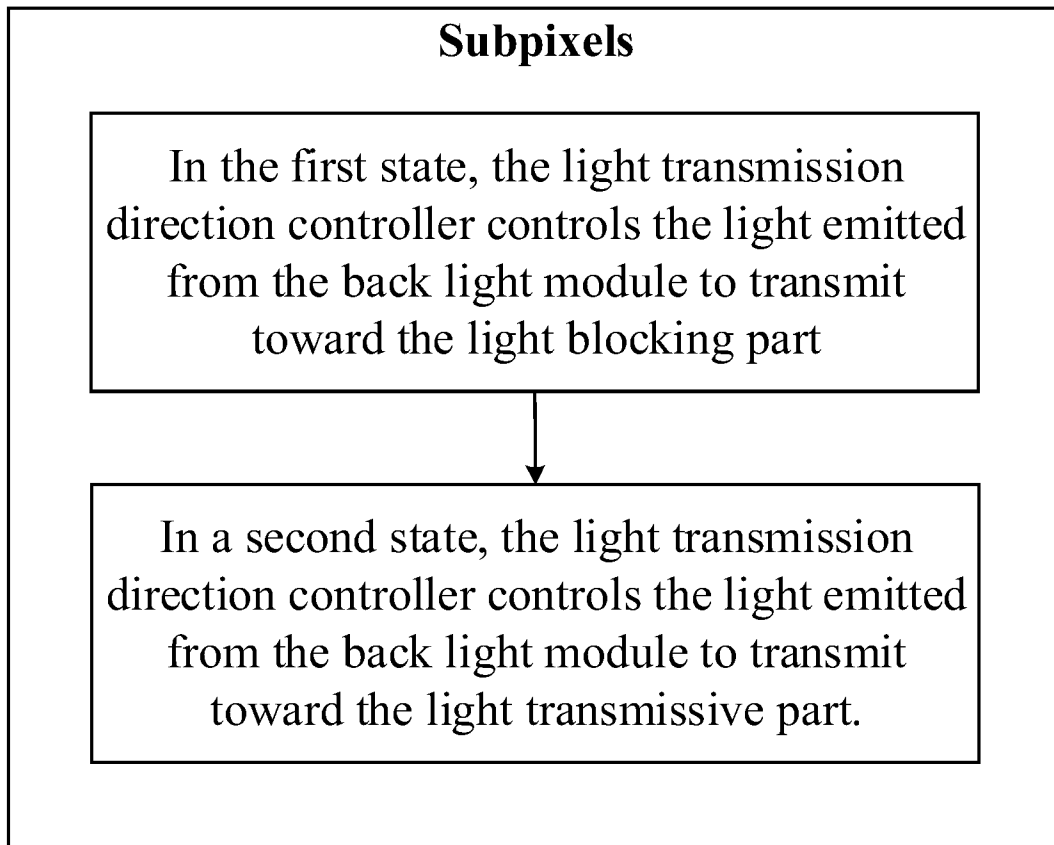 Subpixels
In the first state, the light transmission
direction controller controls the light emitted
from the back light module to transmit
toward the light blocking part
In a second state, the light transmission
direction controller controls the light emitted
from the back light module to transmit
toward the light transmissive part.